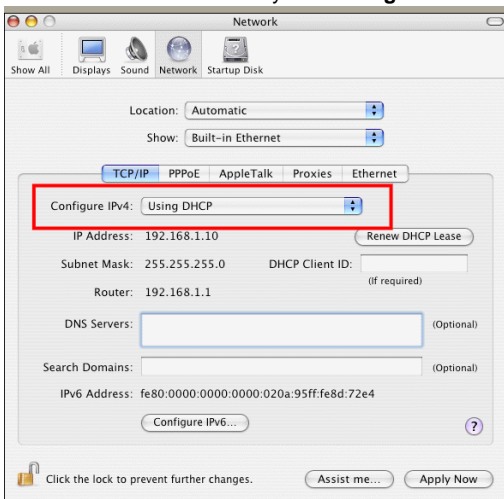 Network
Show All Displays Sound Network Startup Disk
Location: Automatic
Show: Built-in Ethernet
TCP/IP PPPoE AppleTalk Proxies Ethernet
Configure IPv4: Using DHCP
IP Address: 192.168.1.10 Renew DHCP Lease
Subnet Mask: 255.255.255.0 DHCP Client ID:
(If required)
Router: 192.168.1.1
DNS Servers: (Optional)
Search Domains: (Optional)
IPv6 Address: fe80:0000:0000:0000:020a:95ff:fe8d:72e4
Configure IPv6... ?
Click the lock to prevent further changes. Assist me... Apply Now